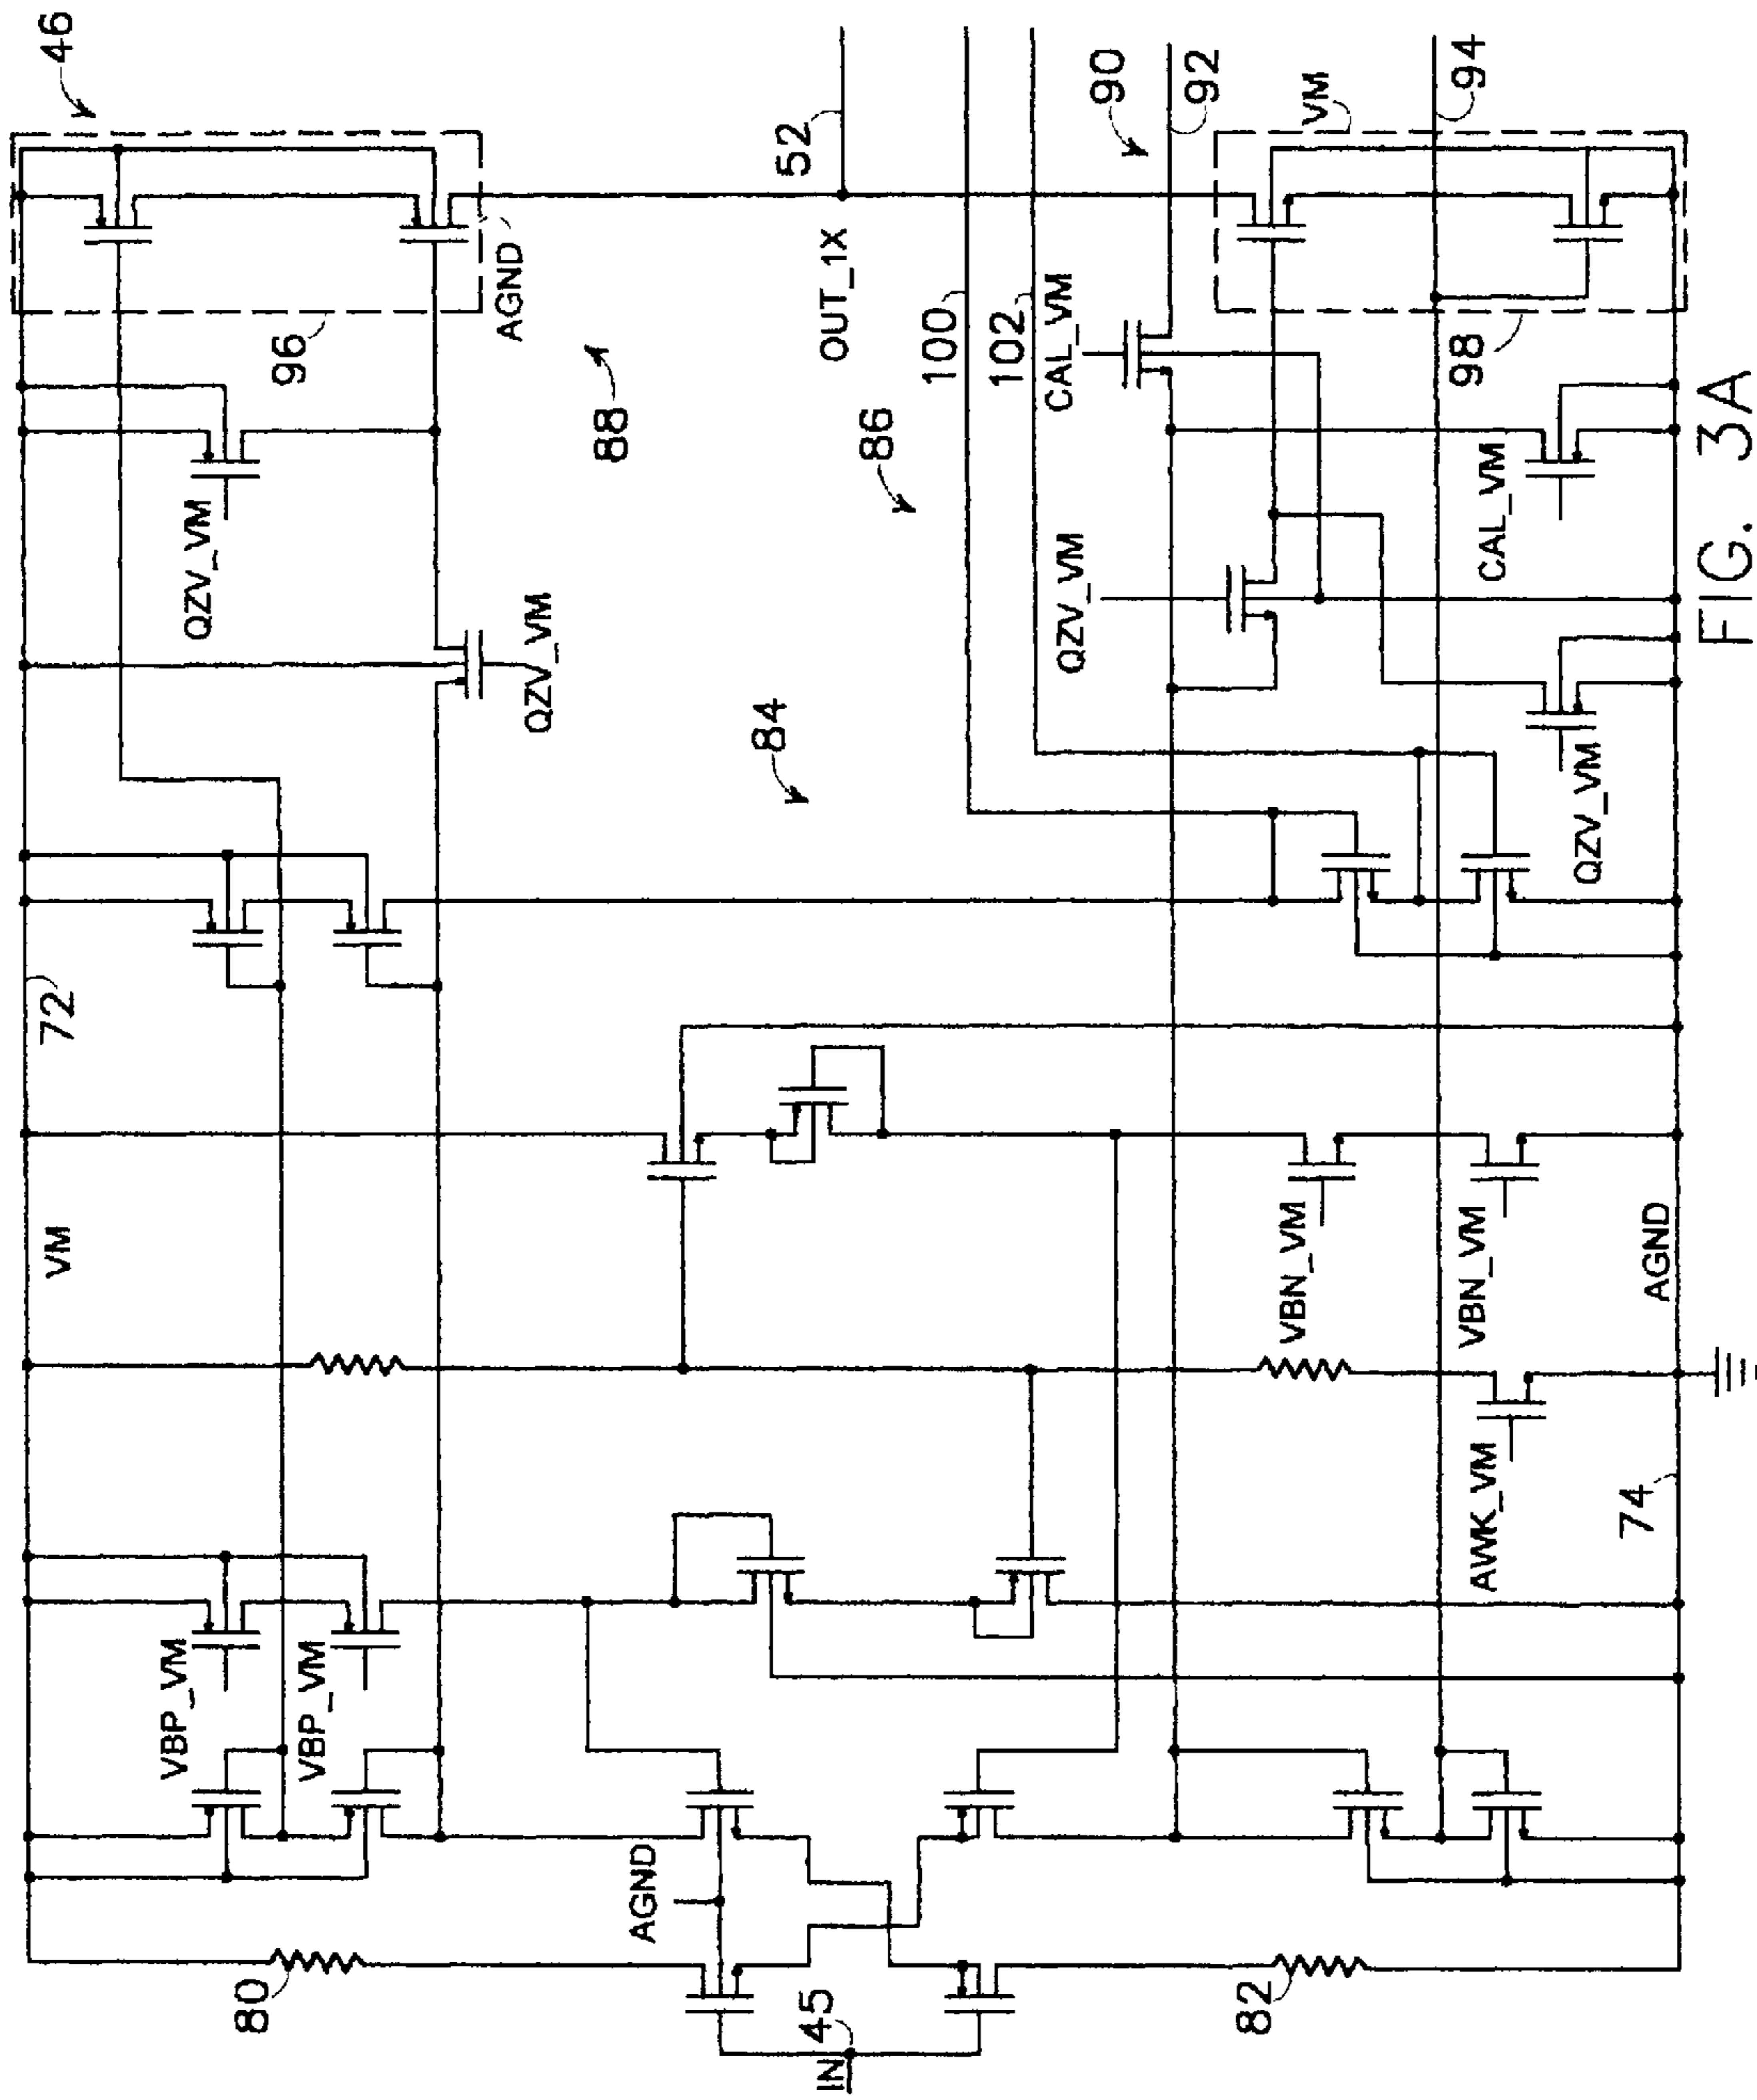 46
96
AGND
QZV_VM
88
QZV_VM
72
VM
VBP_VM
VBP_VM
80
52
OUT_1X
100
102
86
84
AGND
45
IN
90
92
CAL_VM
VM
94
98
QZV_VM
CAL_VM
QZV_VM
VBN_VM
VBN_VM
AGND
AWK_VM
74
82
FIG. 3A